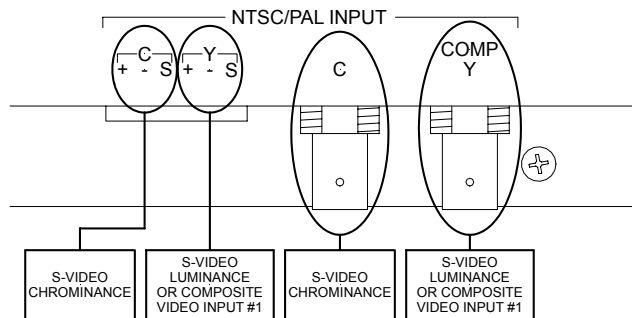 NTSC/PAL INPUT
C Y
+ - S + - S
C
COMP
Y
S-VIDEO
CHROMINANCE
S-VIDEO
LUMINANCE
OR COMPOSITE
VIDEO INPUT #1
S-VIDEO
CHROMINANCE
S-VIDEO
LUMINANCE
OR COMPOSITE
VIDEO INPUT #1